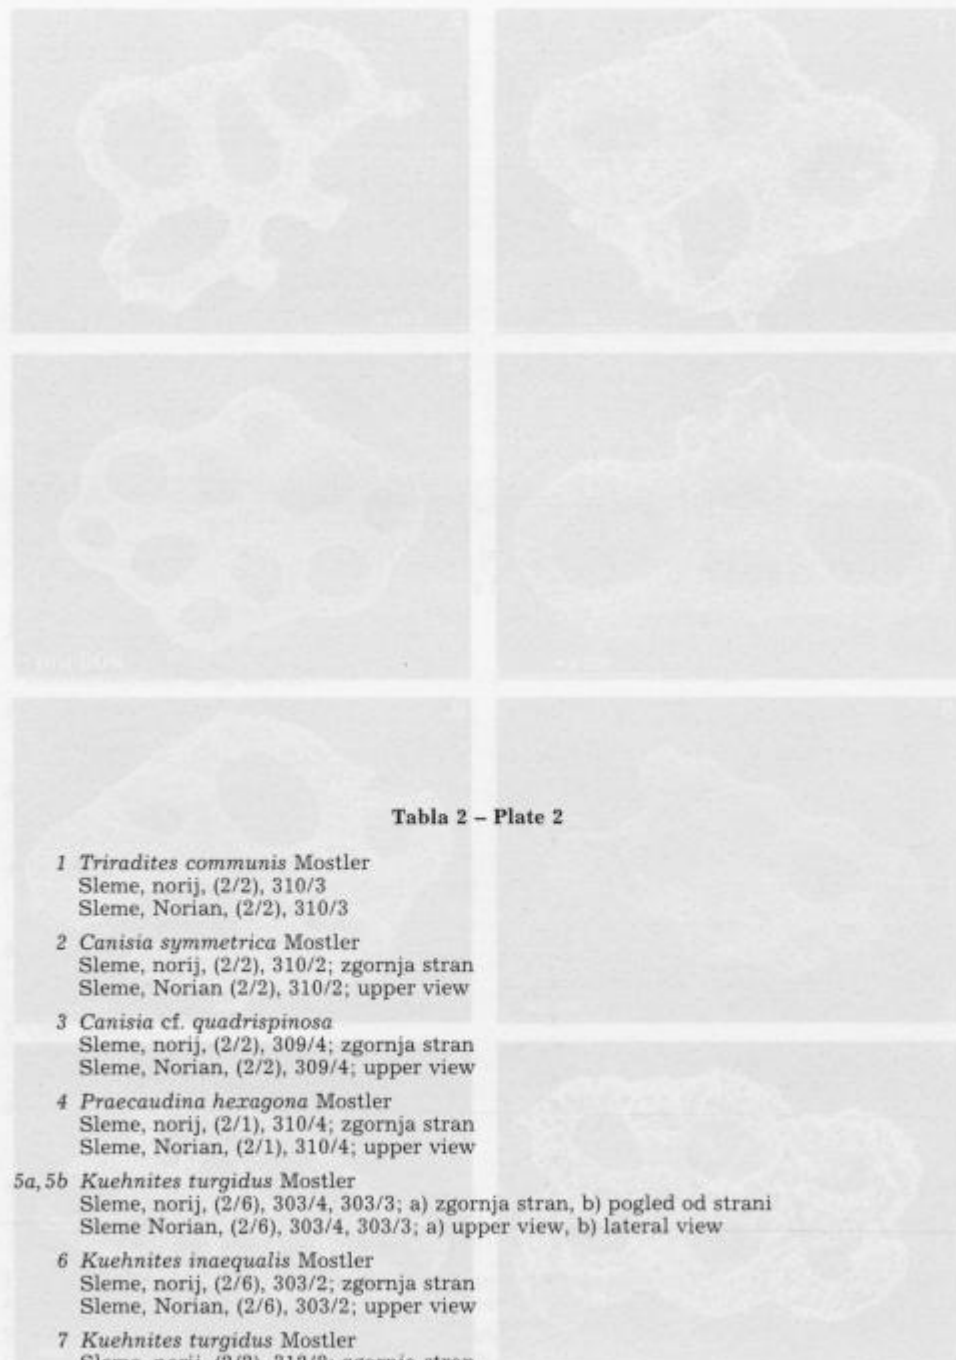 Tabla 2 – Plate 2
1 Triradites communis Mostler
Sleme, norij, (2/2), 310/3
Sleme, Norian, (2/2), 310/3
2 Canisia symmetrica Mostler
Sleme, norij, (2/2), 310/2; zgornja stran
Sleme, Norian (2/2), 310/2; upper view
3 Canisia cf. quadrispinosa
Sleme, norij, (2/2), 309/4; zgornja stran
Sleme, Norian, (2/2), 309/4; upper view
4 Praecaudina hexagona Mostler
Sleme, norij, (2/1), 310/4; zgornja stran
Sleme, Norian, (2/1), 310/4; upper view
5a, 5b Kuehnites turgidus Mostler
Sleme, norij, (2/6), 303/4, 303/3; a) zgornja stran, b) pogled od strani
Sleme Norian, (2/6), 303/4, 303/3; a) upper view, b) lateral view
6 Kuehnites inaequalis Mostler
Sleme, norij, (2/6), 303/2; zgornja stran
Sleme, Norian, (2/6), 303/2; upper view
7 Kuehnites turgidus Mostler